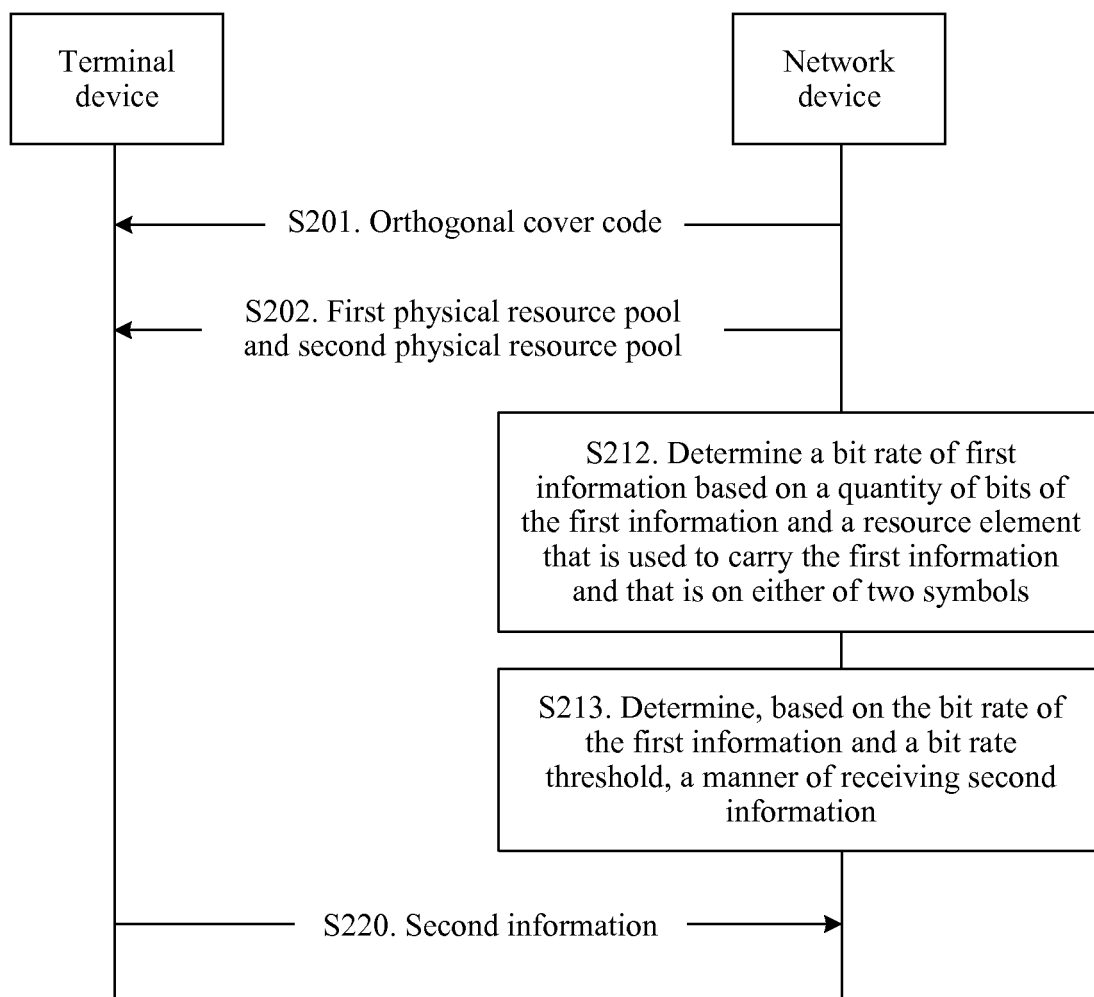 Terminal
device
Network
device
S201. Orthogonal cover code
S202. First physical resource pool
and second physical resource pool
S212. Determine a bit rate of first
information based on a quantity of bits of
the first information and a resource element
that is used to carry the first information
and that is on either of two symbols
S213. Determine, based on the bit rate of
the first information and a bit rate
threshold, a manner of receiving second
information
S220. Second information